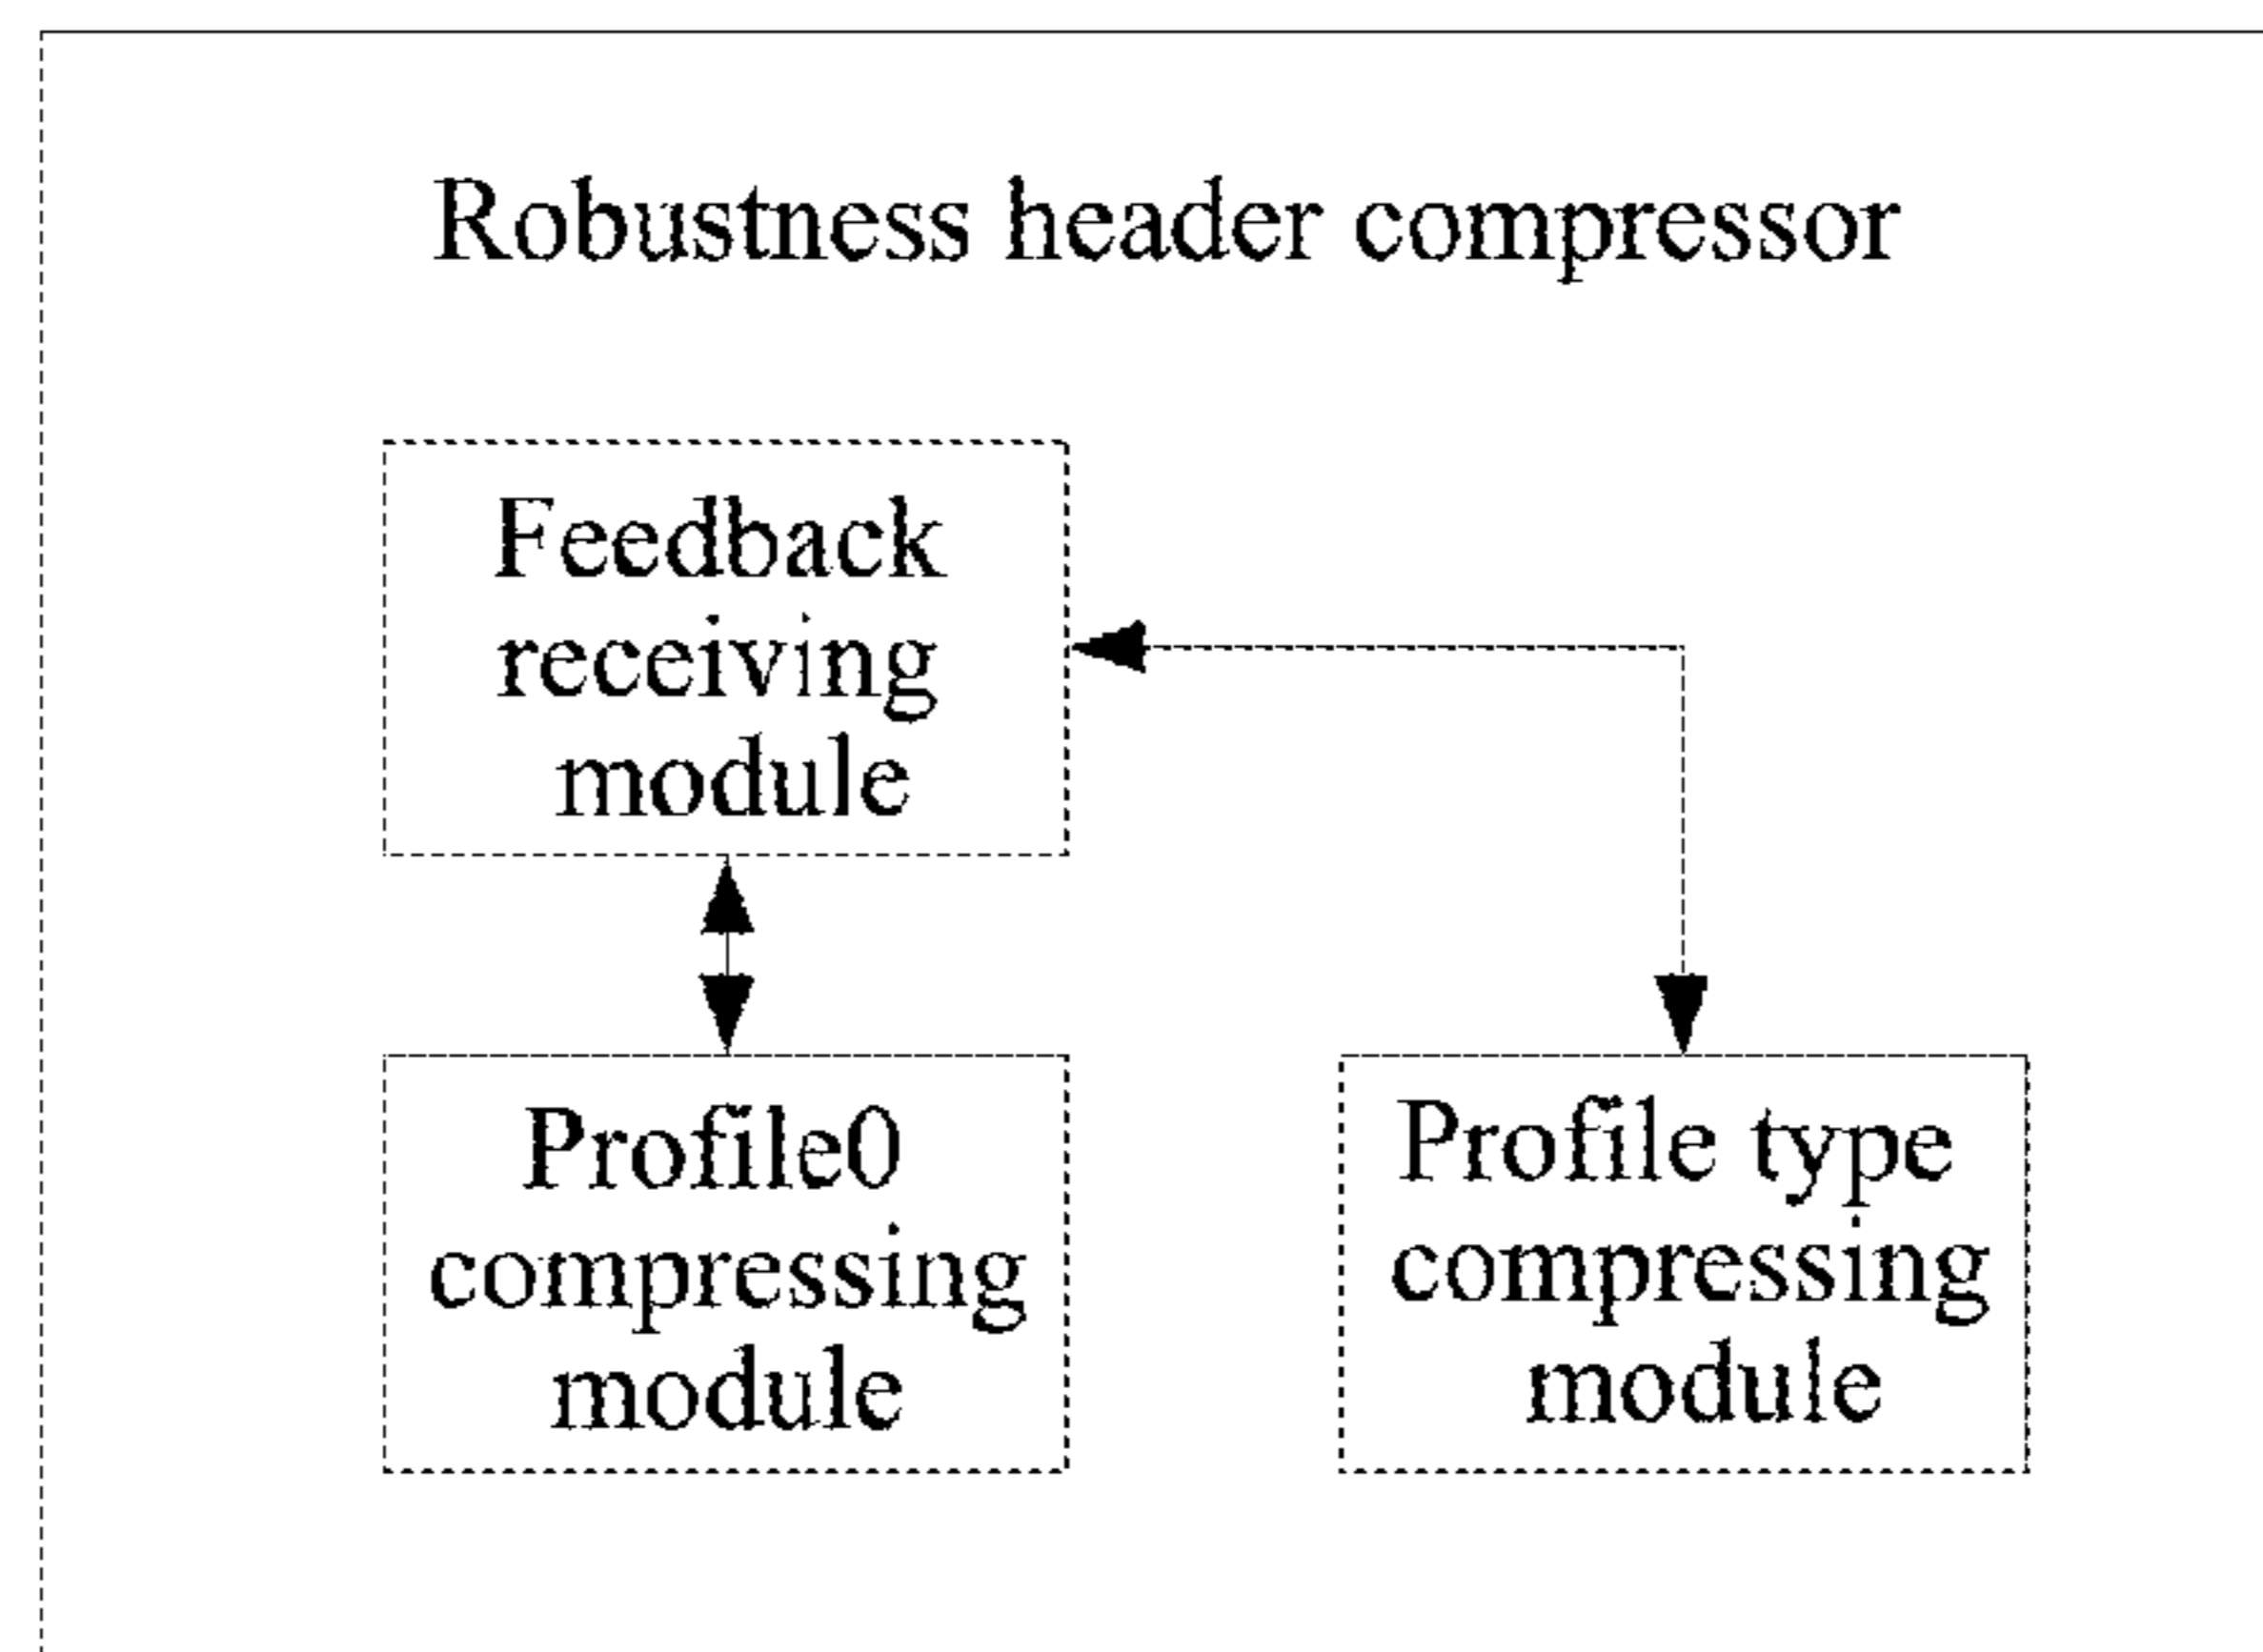 Robustness header compressor
Feedback
receiving
module
Profile0
compressing
module
Profile type
compressing
module